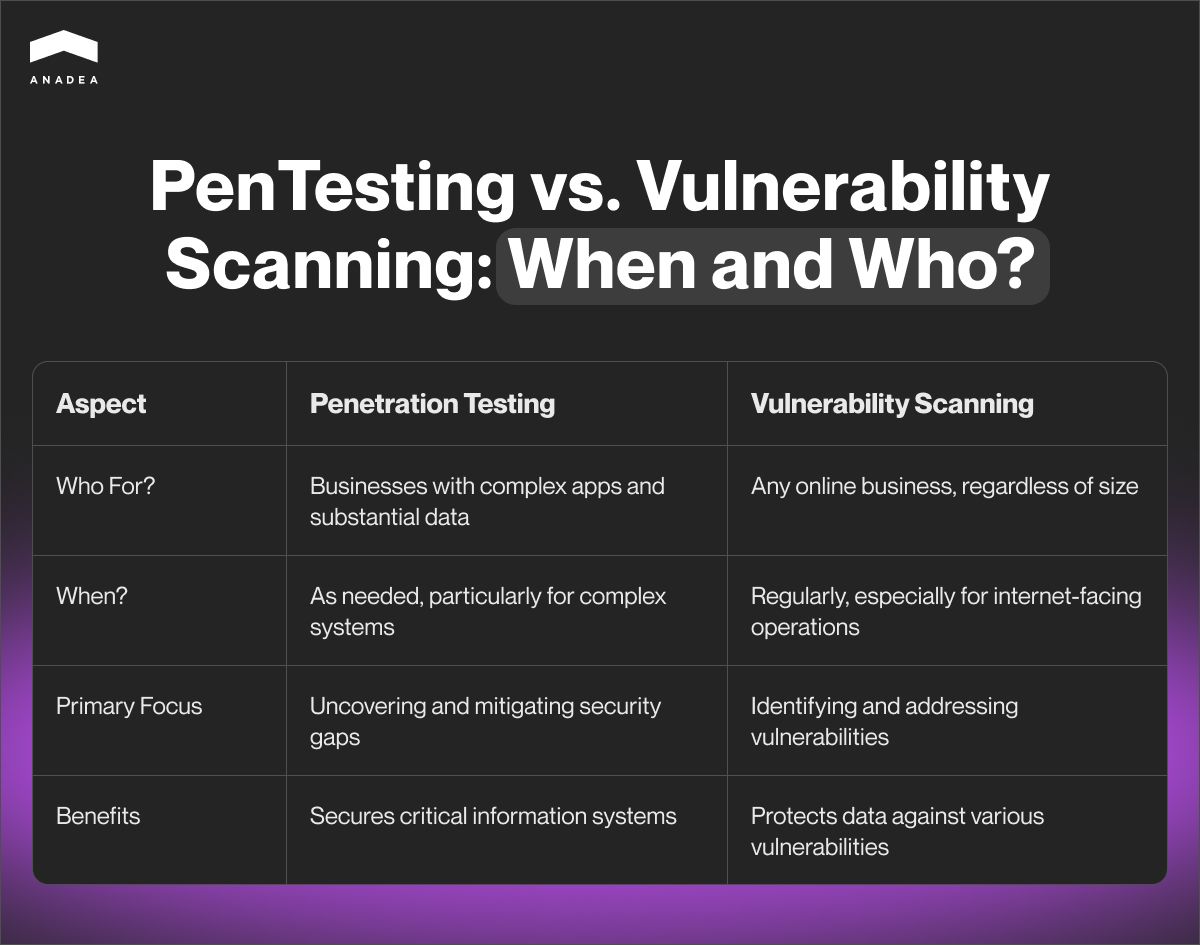 ANADEA
PenTesting vs. Vulnerability
Scanning: When and Who?
Aspect
Penetration Testing
Vulnerability Scanning
Who For?
Businesses with complex apps and
substantial data
Any online business, regardless of size
When?
As needed, particularly for complex
systems
Regularly, especially for internet-facing
operations
Primary Focus
Uncovering and mitigating security
gaps
Identifying and addressing
vulnerabilities
Benefits
Secures critical information systems
Protects data against various
vulnerabilities